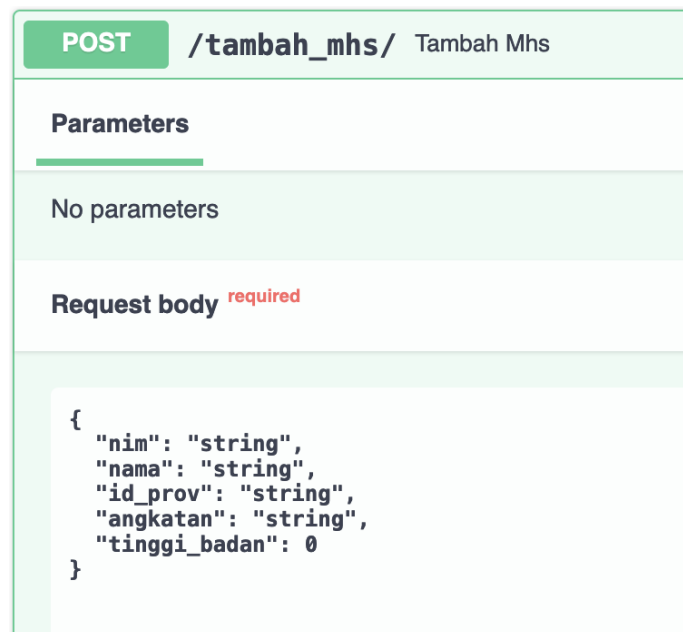 POST /tambah_mhs/ Tambah Mhs
Parameters
No parameters
Request body required
{
"nim": "string",
"nama": "string",
"id_prov": "string",
"angkatan": "string",
"tinggi_badan": 0
}